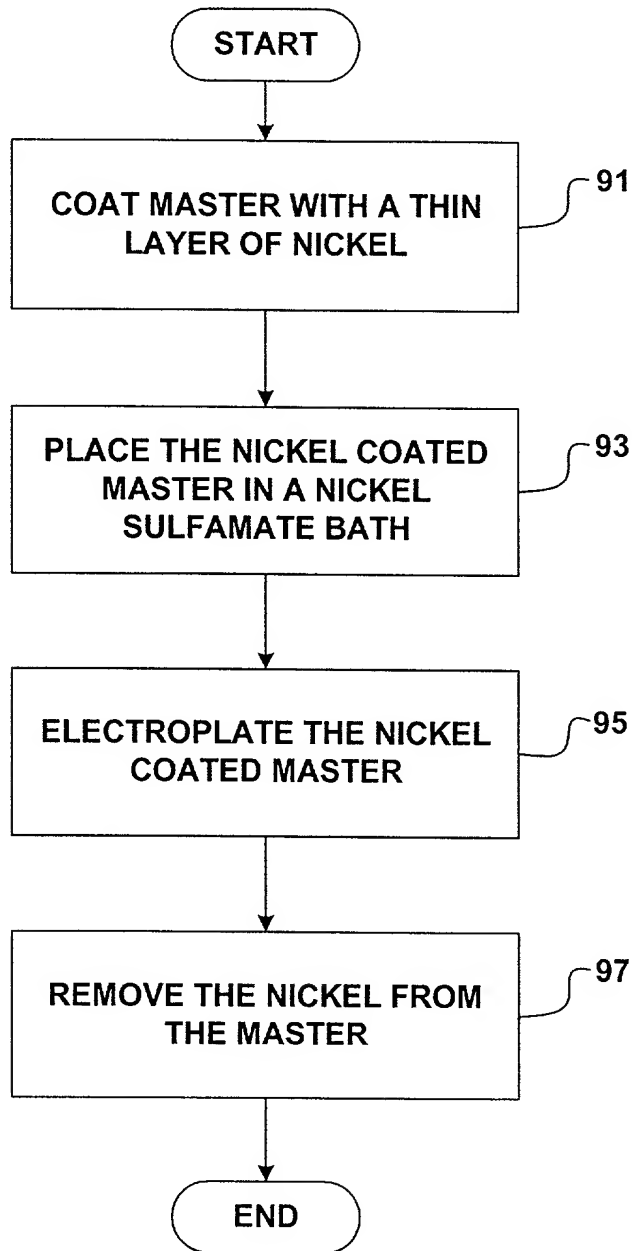 START
COAT MASTER WITH A THIN
LAYER OF NICKEL
91
PLACE THE NICKEL COATED
MASTER IN A NICKEL
SULFAMATE BATH
93
ELECTROPLATE THE NICKEL
COATED MASTER
95
REMOVE THE NICKEL FROM
THE MASTER
97
END